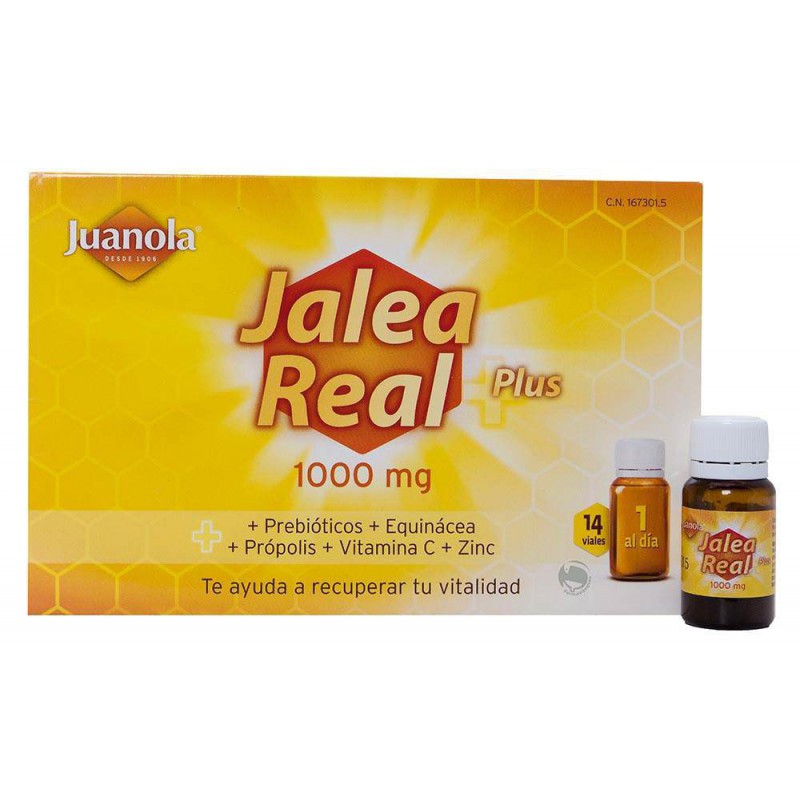 Juanola®
DESDE 1906
C.N. 167301.5
Jalea
Real
Plus
1000 mg
+ Prebióticos + Equinácea
+ Própolis + Vitamina C + Zinc
Te ayuda a recuperar tu vitalidad
14
viales
1
al día
Juanola
Jalea
Real
Plus
1000 mg